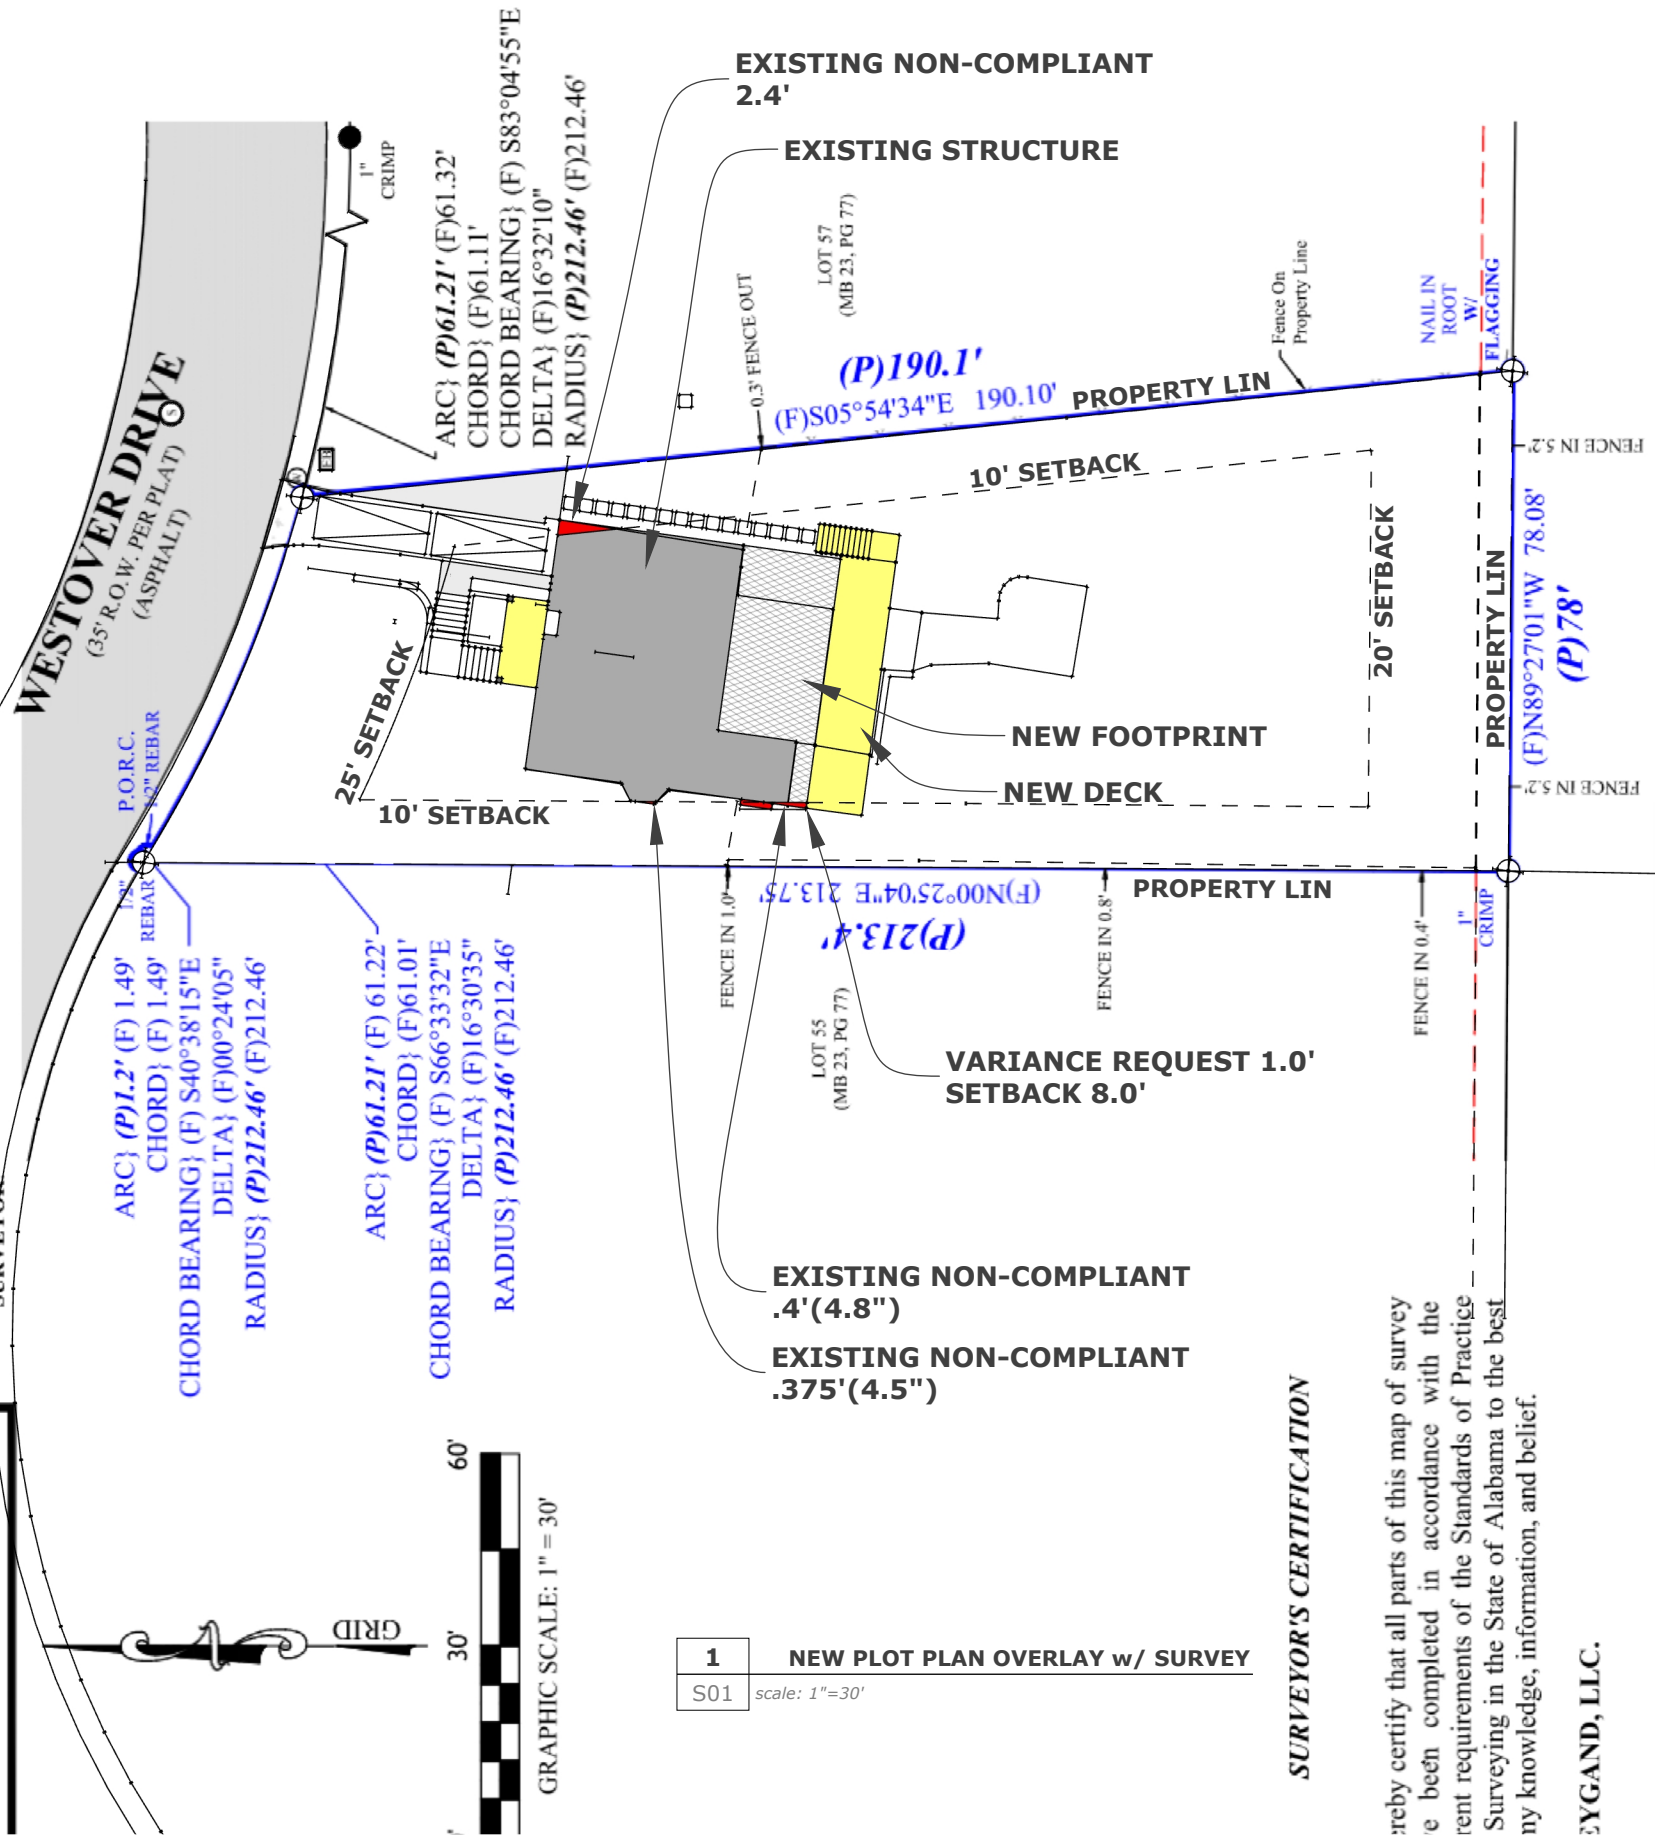 EXISTING NON-COMPLIANT
2.4'
EXISTING STRUCTURE
1"
CRIMP
ARC} (P)61.21' (F)61.32'
CHORD} (F)61.11'
CHORD BEARING} (F) S83°04'55"E
DELTA} (F)16°32'10"
RADIUS} (P)212.46' (F)212.46'
LOT 57
(MB 23, PG 77)
0.3' FENCE OUT
Fence On
Property Line
NAIL IN
ROOT
W/
FLAGGING
WESTOVER DRIVE
(35' R.O.W. PER PLAT)
(ASPHALT)
S
(P)190.1'
(F)S05°54'34"E 190.10'
PROPERTY LIN
10' SETBACK
FENCE IN 5.2'
20' SETBACK
PROPERTY LIN
(F)N89°27'01"W 78.08'
(P)78'
FENCE IN 5.2'
25' SETBACK
10' SETBACK
NEW FOOTPRINT
NEW DECK
P.O.R.C.
1/2" REBAR
1/2"
REBAR
(F)N00°25'04"E 213.75'
(P)213.4'
PROPERTY LIN
FENCE IN 1.0'
FENCE IN 0.8'
FENCE IN 0.4'
1"
CRIMP
ARC} (P)1.2' (F) 1.49'
CHORD} (F) 1.49'
CHORD BEARING} (F) S40°38'15"E
DELTA} (F)00°24'05"
RADIUS} (P)212.46' (F)212.46'
ARC} (P)61.21' (F) 61.22'
CHORD} (F)61.01'
CHORD BEARING} (F) S66°33'32"E
DELTA} (F)16°30'35"
RADIUS} (P)212.46' (F)212.46'
LOT 55
(MB 23, PG 77)
VARIANCE REQUEST 1.0'
SETBACK 8.0'
EXISTING NON-COMPLIANT
.4'(4.8")
EXISTING NON-COMPLIANT
.375'(4.5")
GRID
30'
60'
GRAPHIC SCALE: 1" = 30'
1
NEW PLOT PLAN OVERLAY w/ SURVEY
S01
scale: 1"=30'
SURVEYOR'S CERTIFICATION
ereby certify that all parts of this map of survey
e been completed in accordance with the
rent requirements of the Standards of Practice
Surveying in the State of Alabama to the best
ny knowledge, information, and belief.
EYGAND, LLC.